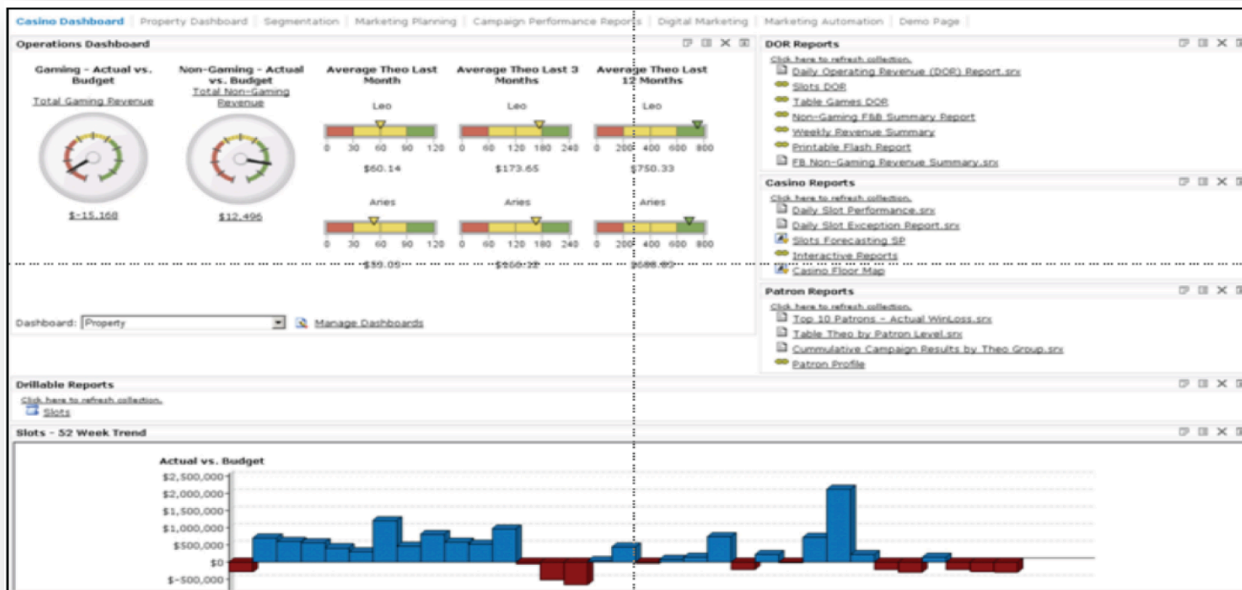 Casino Dashboard | Property Dashboard | Segmentation | Marketing Planning | Campaign Performance Reports | Digital Marketing | Marketing Automation | Demo Page |
Operations Dashboard
Gaming - Actual vs. Budget
Total Gaming Revenue
$-15,168
Non-Gaming - Actual vs. Budget
Total Non-Gaming Revenue
$12,496
Average Theo Last Month
Leo
0 30 60 90 120
$60.14
Aries
0 30 60 90 120
Average Theo Last 3 Months
Leo
0 60 120 180 240
$173.65
Aries
0 60 120 180 240
Average Theo Last 12 Months
Leo
0 200 400 600 800
$750.33
Aries
0 200 400 600 800
Dashboard: Property
Manage Dashboards
DOR Reports
Click here to refresh collection.
Daily Operating Revenue (DOR) Report.srx
Slots DOR
Table Games DOR
Non-Gaming F&B Summary Report
Weekly Revenue Summary
Printable Flash Report
FB Non-Gaming Revenue Summary.srx
Casino Reports
Click here to refresh collection.
Daily Slot Performance.srx
Daily Slot Exception Report.srx
Slots Forecasting SP
Interactive Reports
Casino Floor Map
Patron Reports
Click here to refresh collection.
Top 10 Patrons - Actual WinLoss.srx
Table Theo by Patron Level.srx
Cummulative Campaign Results by Theo Group.srx
Patron Profile
Drillable Reports
Click here to refresh collection.
Slots
Slots - 52 Week Trend
Actual vs. Budget
$2,500,000
$2,000,000
$1,500,000
$1,000,000
$500,000
$0
$-500,000